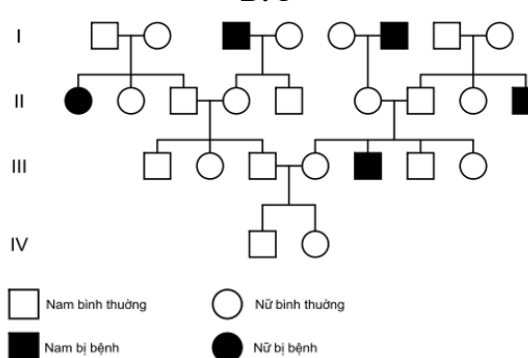 I
II
III
IV
Nam bình thường
Nữ bình thường
Nam bị bệnh
Nữ bị bệnh